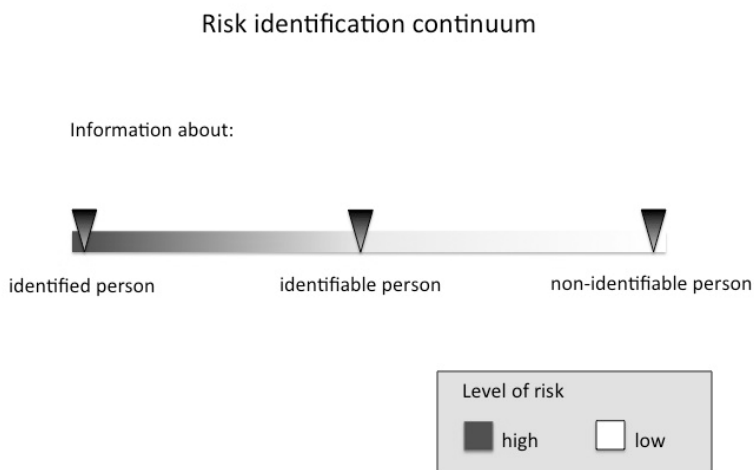 Risk identification continuum
Information about:
identified person
identifiable person
non-identifiable person
Level of risk
high
low